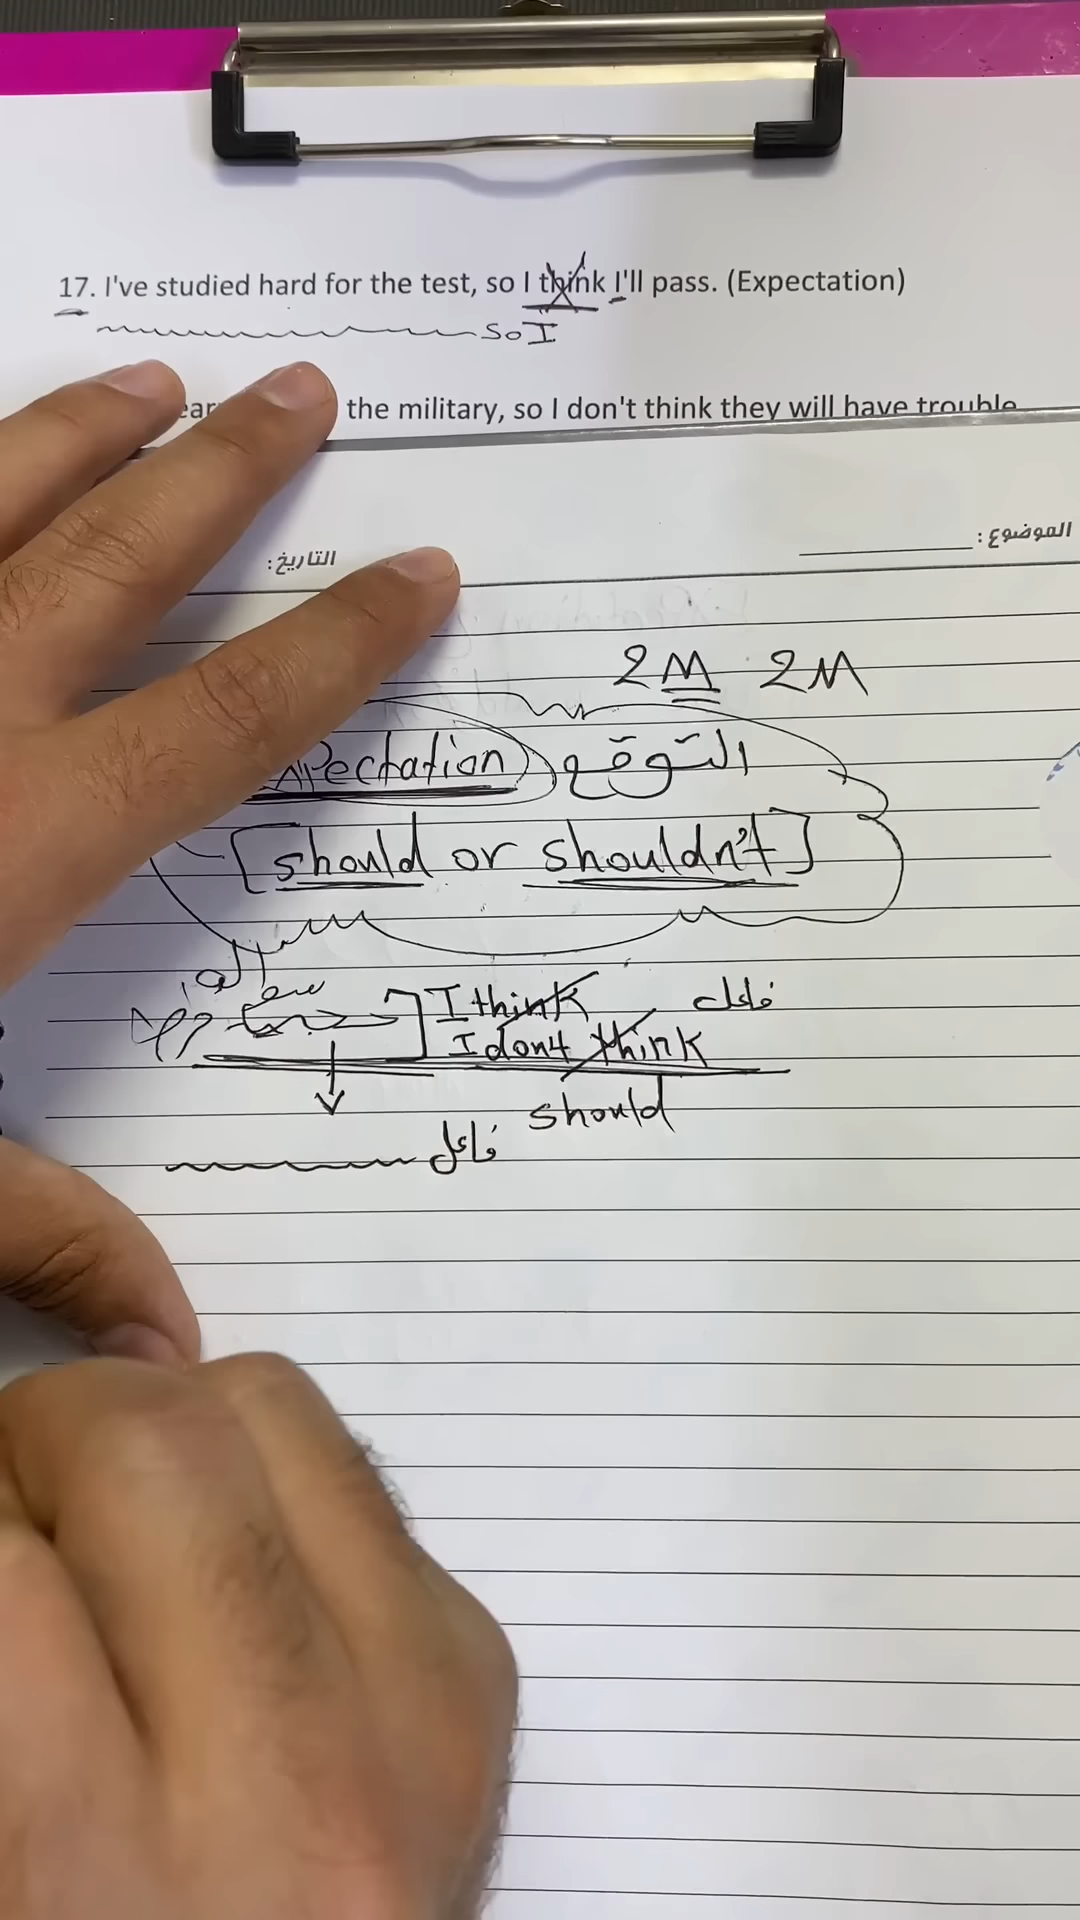 17. I've studied hard for the test, so I think I'll pass. (Expectation)
So I
the military, so I don't think they will have trouble
الموضوع:
التاريخ:
2M 2M
xpectation التوقع
[should or shouldn't]
I think فاعل
I don't think
should
فاعل